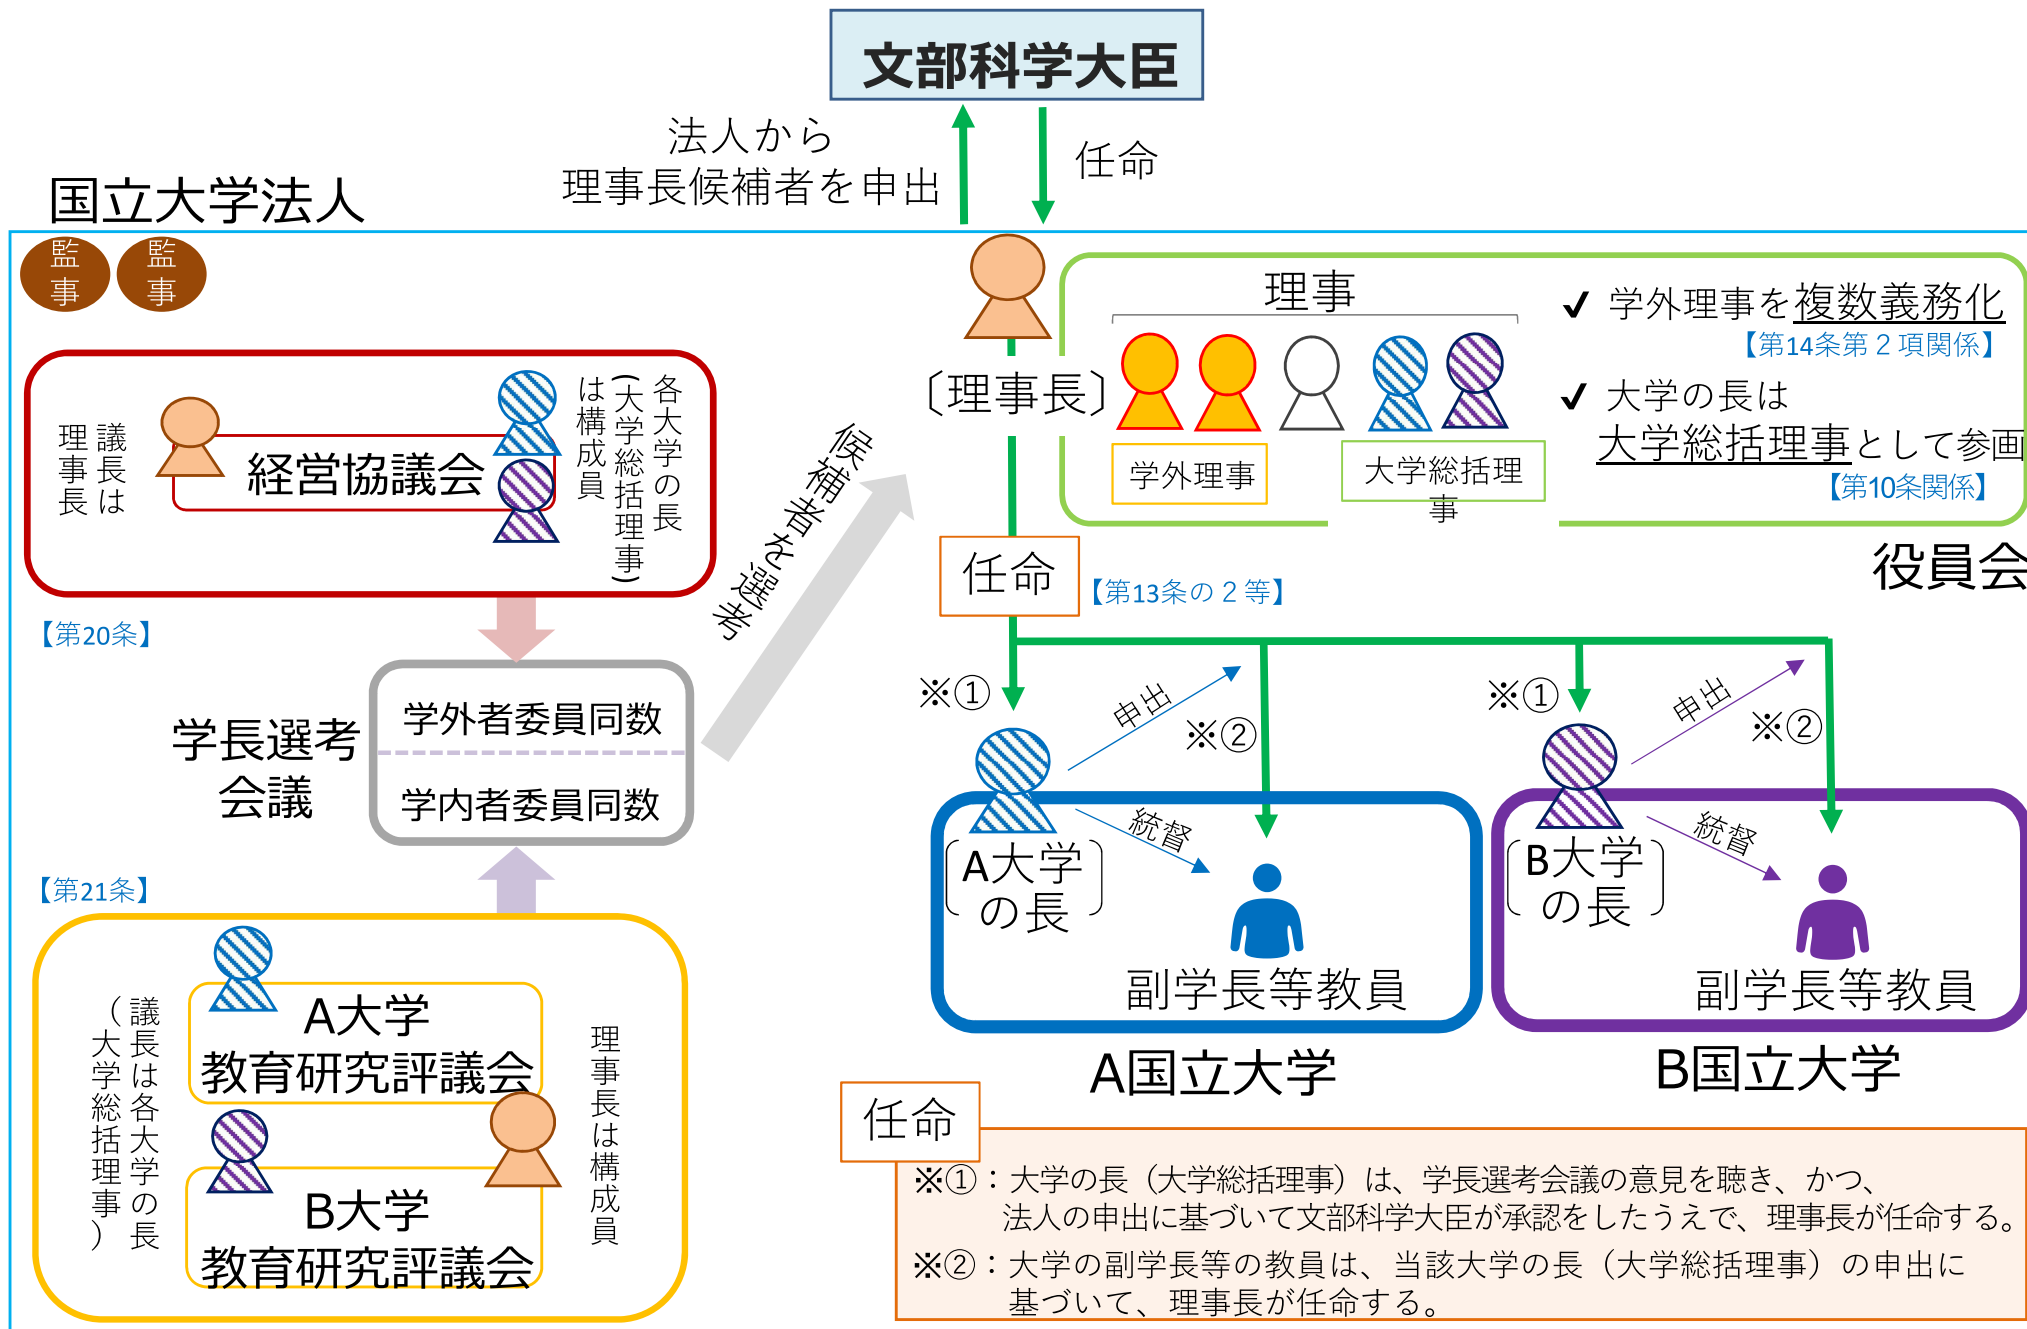 文部科学大臣
法人から
理事長候補者を申出
任命
国立大学法人
監事
監事
理事
〔理事長〕
学外理事
大学総括理
事
✔ 学外理事を複数義務化
【第14条第２項関係】
✔ 大学の長は
大学総括理事として参画
【第10条関係】
役員会
議長は
理事長
経営協議会
各大学の長
(大学総括理事)
は構成員
【第20条】
候補者を選考
学長選考
会議
学外者委員同数
学内者委員同数
【第21条】
議長は各大学の長
（大学総括理事）
A大学
教育研究評議会
B大学
教育研究評議会
理事長は構成員
任命
【第13条の２等】
※①
申出
※②
統督
〔A大学
の長〕
副学長等教員
A国立大学
※①
申出
※②
統督
〔B大学
の長〕
副学長等教員
B国立大学
任命
※①：大学の長（大学総括理事）は、学長選考会議の意見を聴き、かつ、
法人の申出に基づいて文部科学大臣が承認をしたうえで、理事長が任命する。
※②：大学の副学長等の教員は、当該大学の長（大学総括理事）の申出に
基づいて、理事長が任命する。